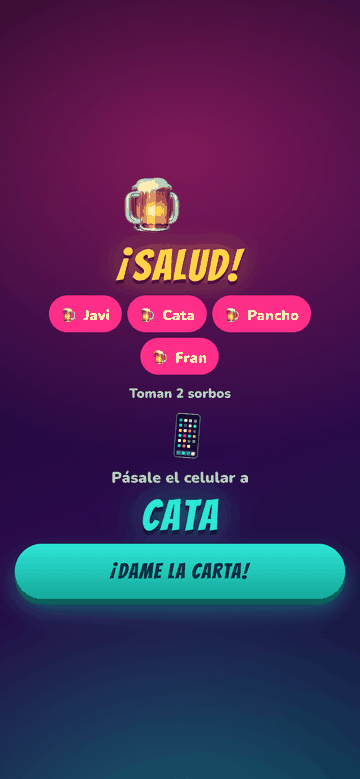 ¡SALUD!
Javi Cata Pancho
Fran
Toman 2 sorbos
Pásale el celular a
CATA
¡DAME LA CARTA!